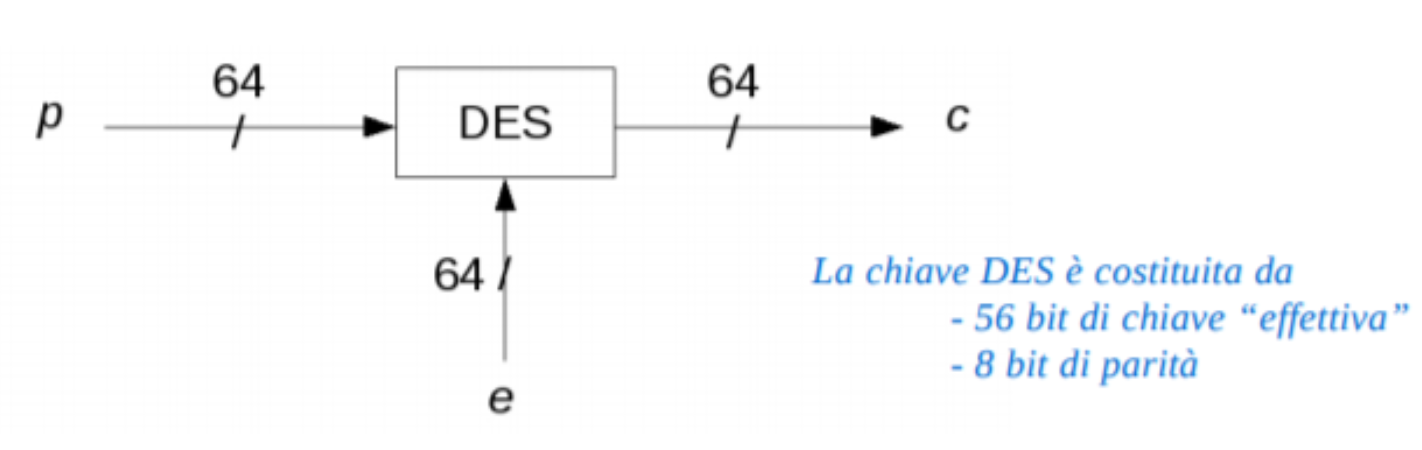 64
64
p
DES
c
64
e
La chiave DES è costituita da
- 56 bit di chiave “effettiva”
- 8 bit di parità